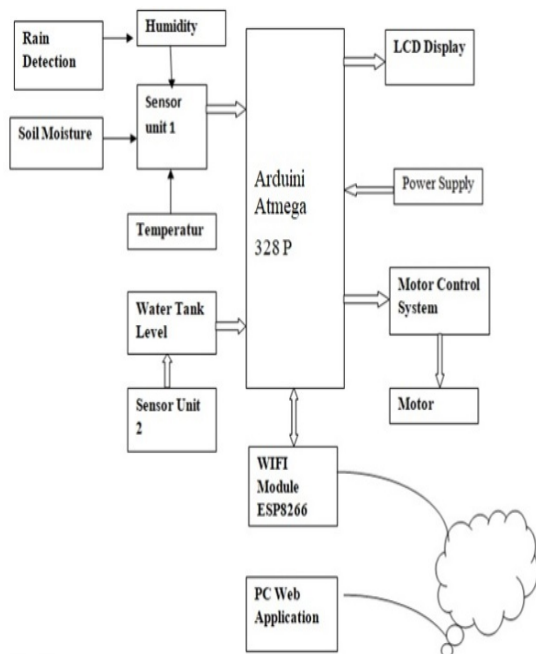 Rain
Detection
Humidity
LCD Display
Sensor
unit 1
Soil Moisture
Arduini
Atmega
328 P
Power Supply
Temperatur
Motor Control
System
Water Tank
Level
Sensor Unit
2
Motor
WIFI
Module
ESP8266
PC Web
Application